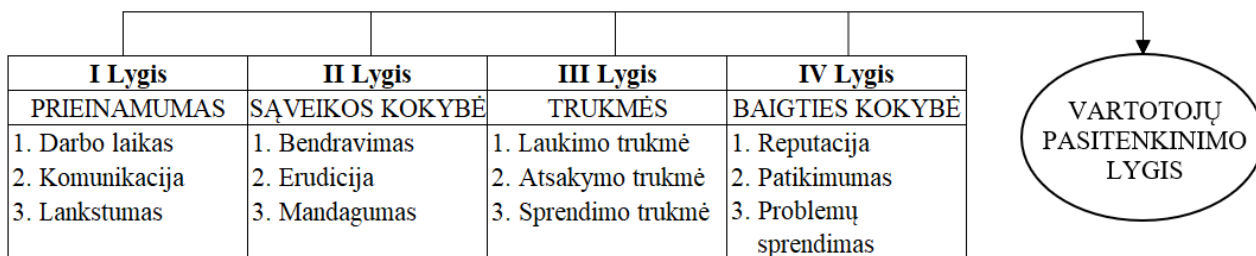 I Lygis
II Lygis
III Lygis
IV Lygis
PRIEINAMUMAS
SĄVEIKOS KOKYBĖ
TRUKMĖS
BAIGTIES KOKYBĖ
1. Darbo laikas
2. Komunikacija
3. Lankstumas
1. Bendravimas
2. Erudicija
3. Mandagumas
1. Laukimo trukmė
2. Atsakymo trukmė
3. Sprendimo trukmė
1. Reputacija
2. Patikimumas
3. Problemų
sprendimas
VARTOTOJŲ
PASITENKINIMO
LYGIS